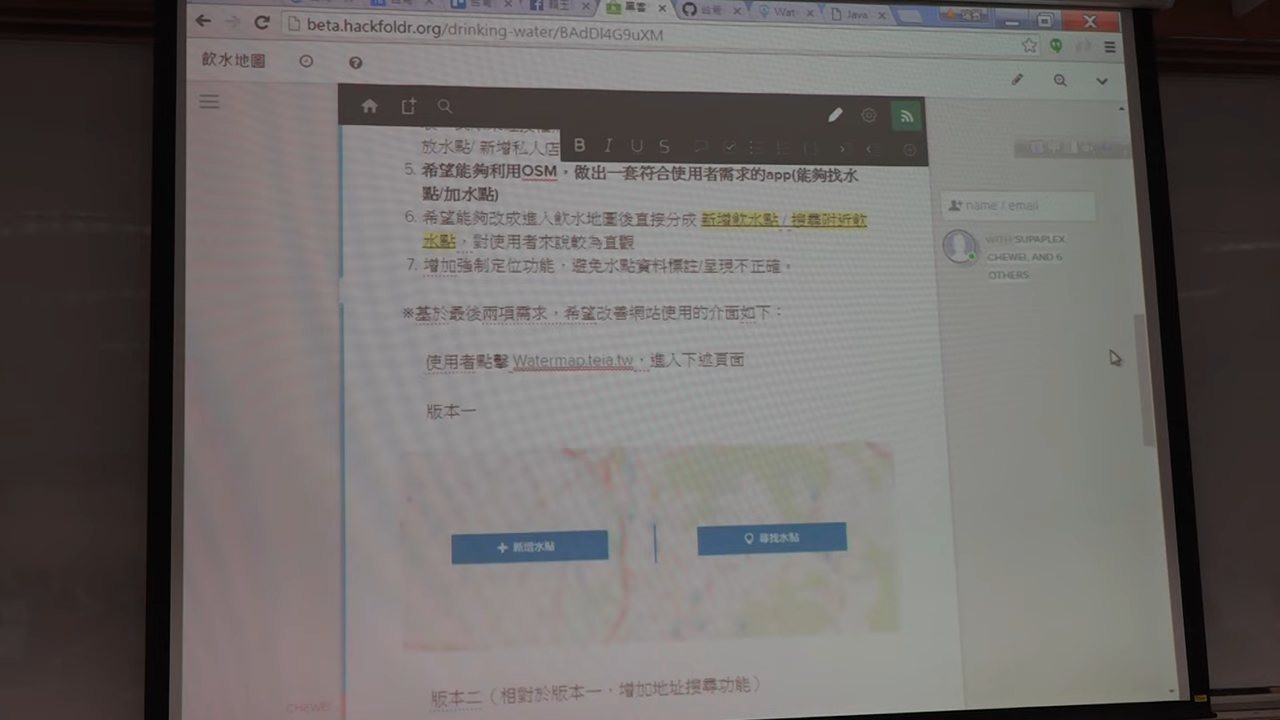 Wat
Java
beta.hackfoldr.org/drinking-water/BAdDl4G9uXM
飲水地圖
B I U S
放水點/ 新增私人店
5. 希望能夠利用OSM，做出一套符合使用者需求的app(能夠找水
點/加水點)
6. 希望能夠改成進入飲水地圖後直接分成 新增飲水點 / 搜尋附近飲
水點，對使用者來說較為直觀
7. 增加強制定位功能，避免水點資料標註/呈現不正確。
name / email
WITH SUPAPLEX,
CHEWEI, AND 6
OTHERS
※基於最後兩項需求，希望改善網站使用的介面如下：
使用者點擊 Watermap.teia.tw，進入下述頁面
版本一
新增水點
尋找水點
版本二（相對於版本一，增加地址搜尋功能）
CHEWEI